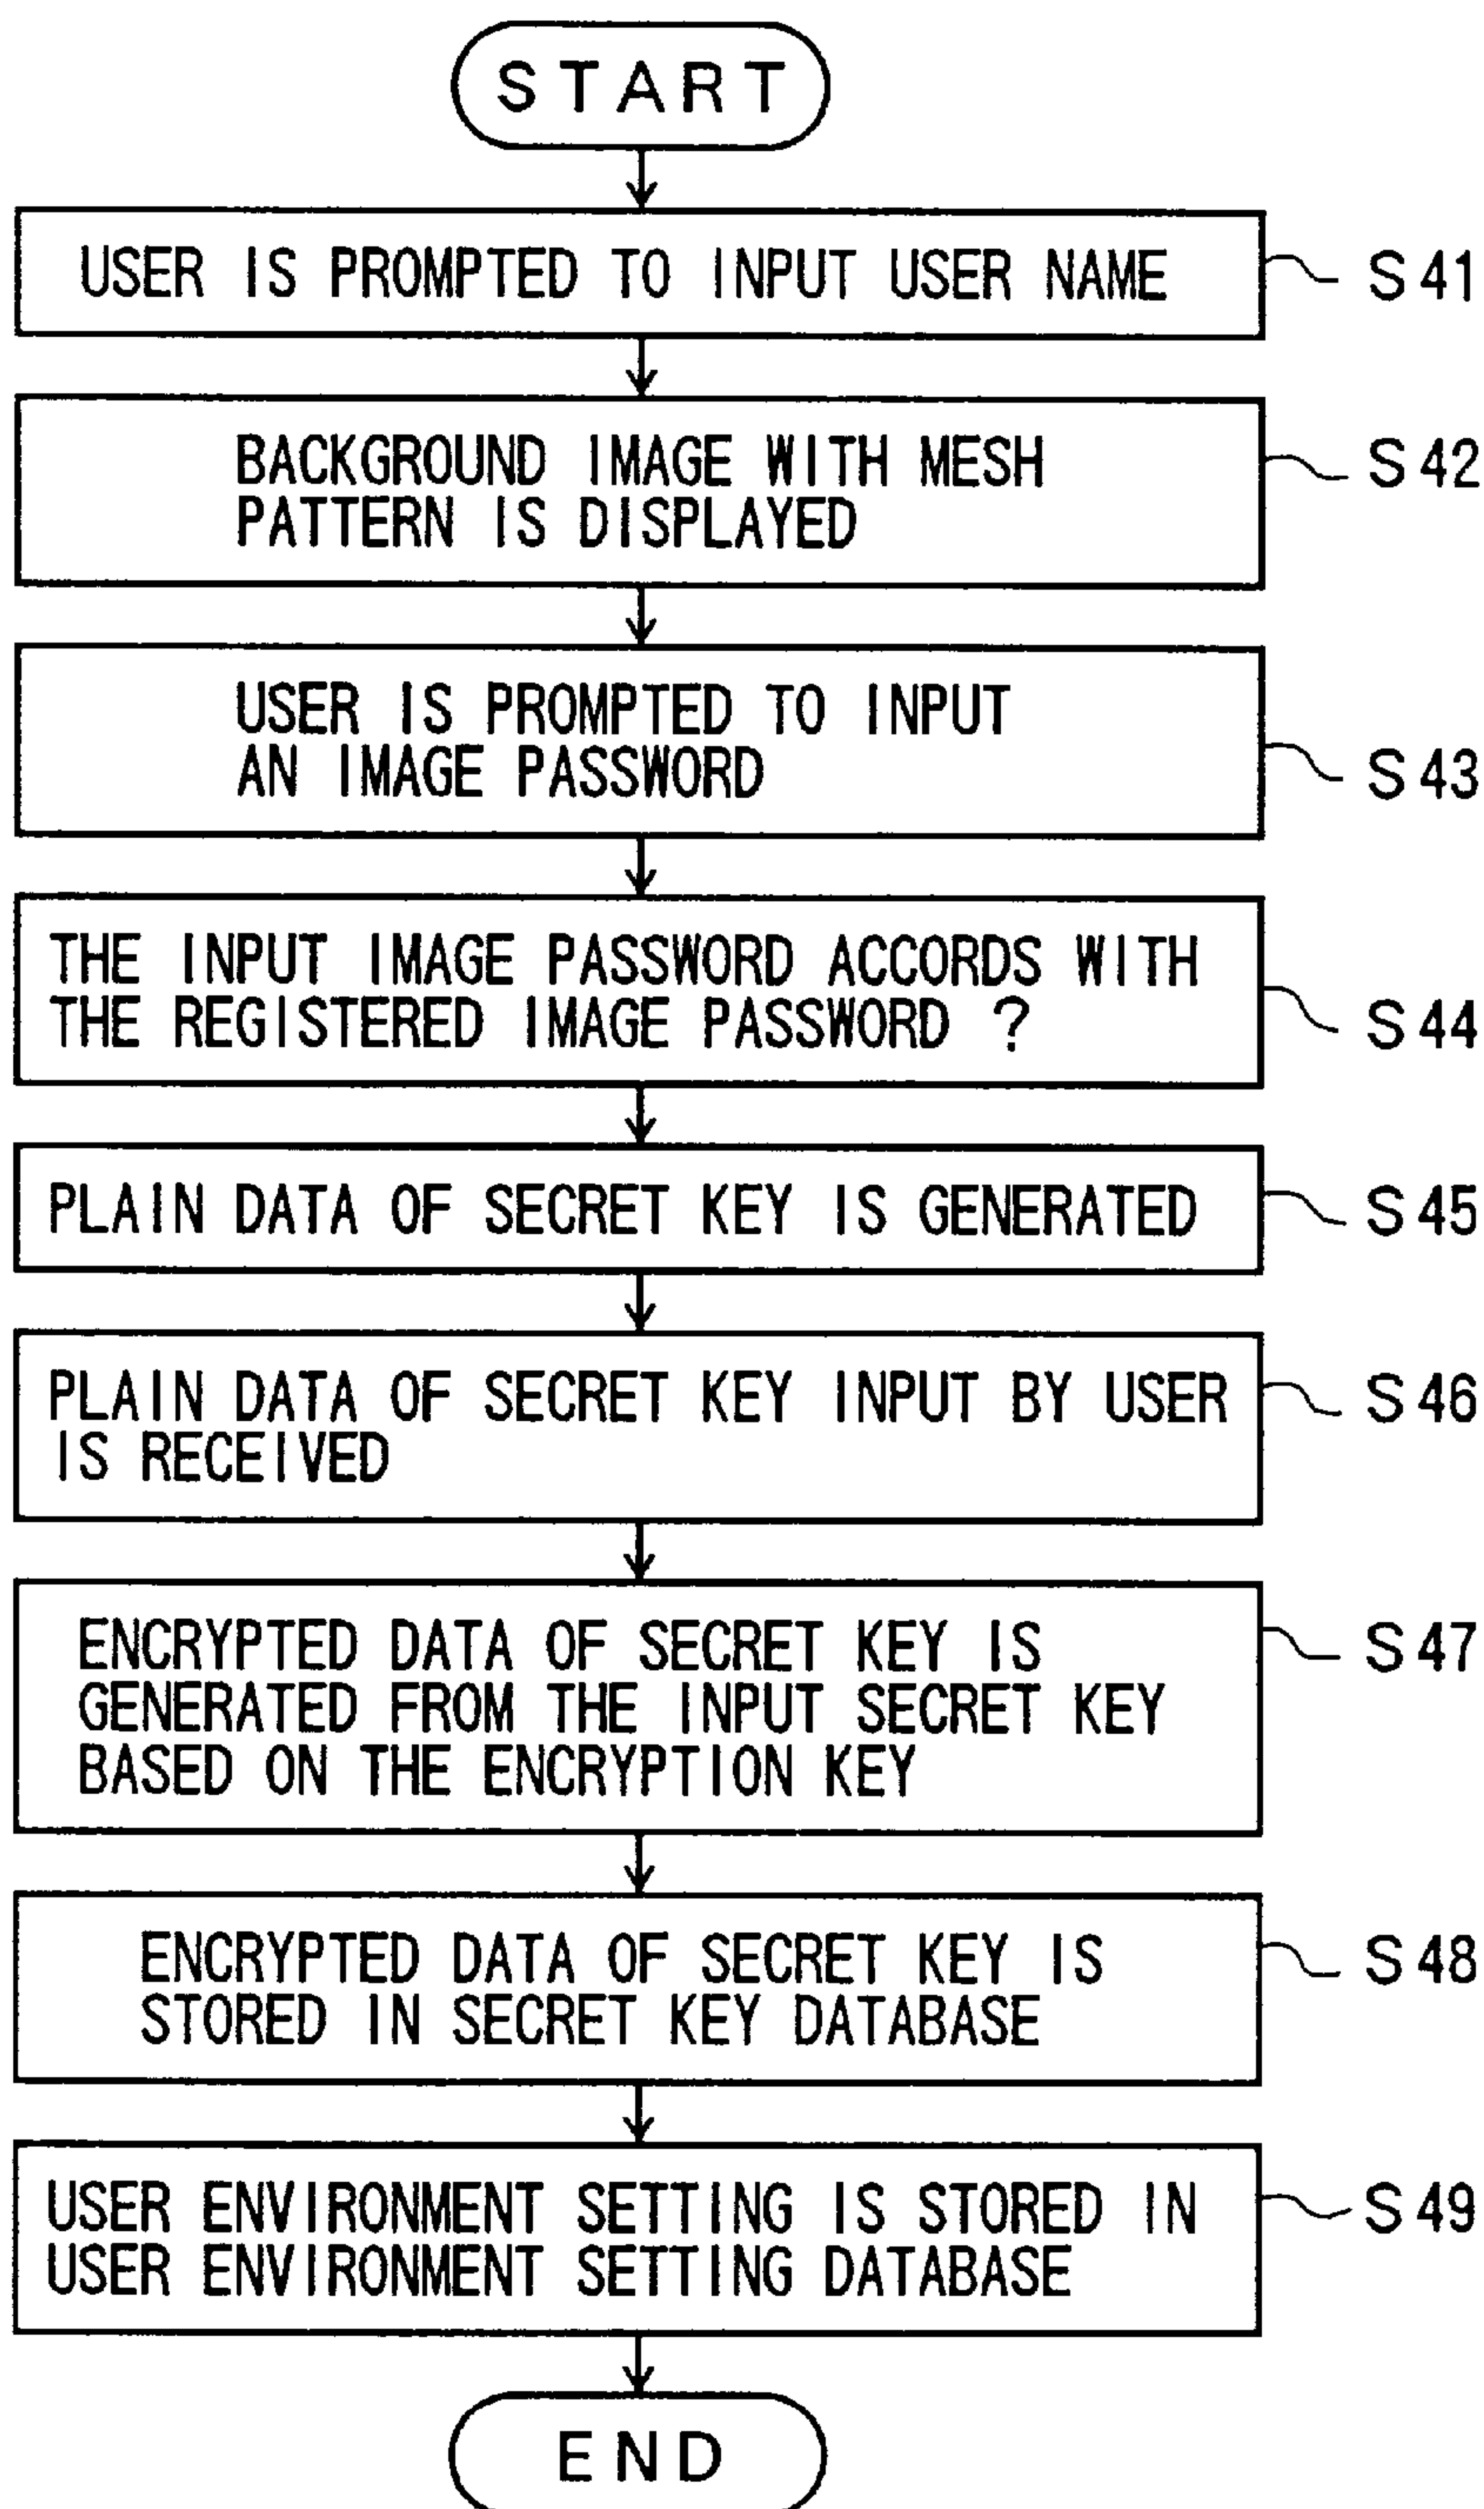 START
USER IS PROMPTED TO INPUT USER NAME
S41
BACKGROUND IMAGE WITH MESH
PATTERN IS DISPLAYED
S42
USER IS PROMPTED TO INPUT
AN IMAGE PASSWORD
S43
THE INPUT IMAGE PASSWORD ACCORDS WITH
THE REGISTERED IMAGE PASSWORD ?
S44
PLAIN DATA OF SECRET KEY IS GENERATED
S45
PLAIN DATA OF SECRET KEY INPUT BY USER
IS RECEIVED
S46
ENCRYPTED DATA OF SECRET KEY IS
GENERATED FROM THE INPUT SECRET KEY
BASED ON THE ENCRYPTION KEY
S47
ENCRYPTED DATA OF SECRET KEY IS
STORED IN SECRET KEY DATABASE
S48
USER ENVIRONMENT SETTING IS STORED IN
USER ENVIRONMENT SETTING DATABASE
S49
END